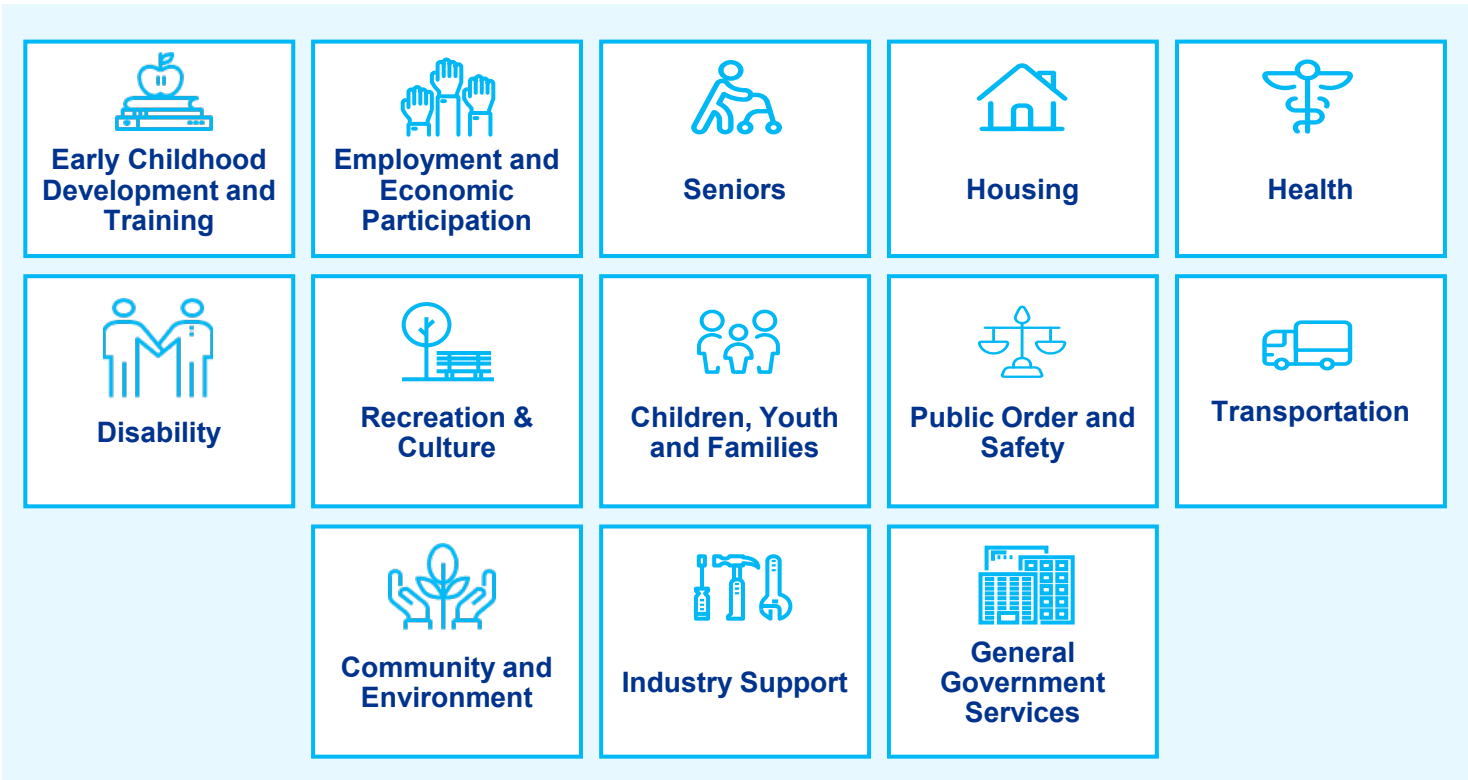 Early Childhood
Development and
Training
Employment and
Economic
Participation
Seniors
Housing
Health
Disability
Recreation &
Culture
Children, Youth
and Families
Public Order and
Safety
Transportation
Community and
Environment
Industry Support
General
Government
Services